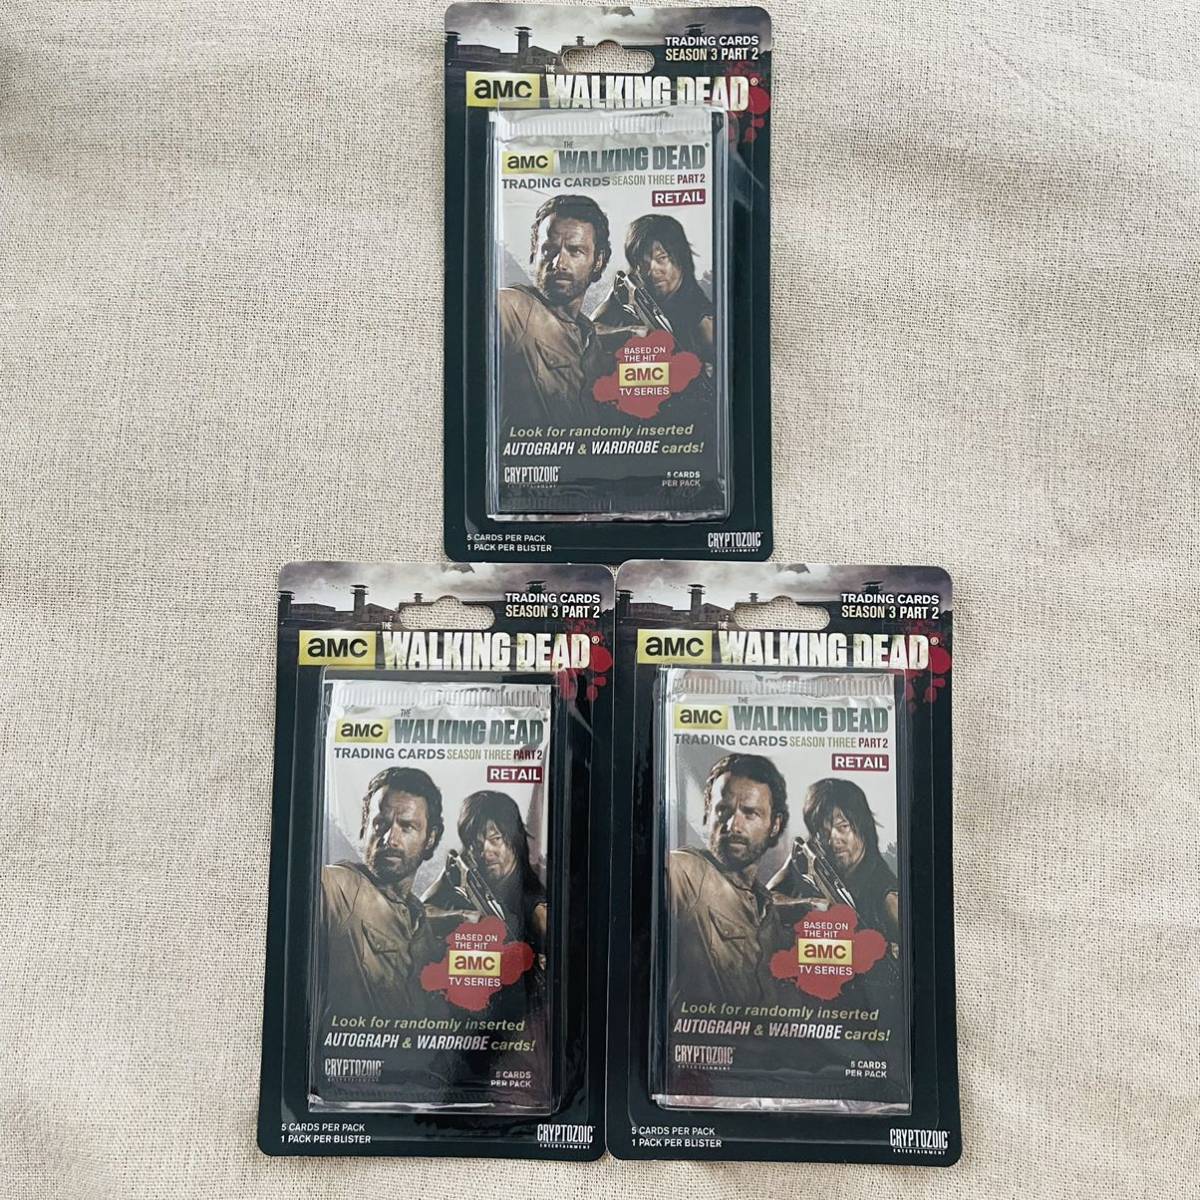 TRADING CARDS
SEASON 3 PART 2
AMC THE WALKING DEAD®
AMC THE WALKING DEAD
TRADING CARDS SEASON THREE PART 2
RETAIL
BASED ON
THE HIT
AMC
TV SERIES
Look for randomly inserted
AUTOGRAPH & WARDROBE cards!
CRYPTOZOIC
ENTERTAINMENT
5 CARDS
PER PACK
5 CARDS PER PACK
1 PACK PER BLISTER
CRYPTOZOIC
ENTERTAINMENT
TRADING CARDS
SEASON 3 PART 2
AMC THE WALKING DEAD®
AMC THE WALKING DEAD
TRADING CARDS SEASON THREE PART 2
RETAIL
BASED ON
THE HIT
AMC
TV SERIES
Look for randomly inserted
AUTOGRAPH & WARDROBE cards!
CRYPTOZOIC
ENTERTAINMENT
5 CARDS
PER PACK
5 CARDS PER PACK
1 PACK PER BLISTER
CRYPTOZOIC
ENTERTAINMENT
TRADING CARDS
SEASON 3 PART 2
AMC WALKING DEAD®
AMC THE WALKING DEAD
TRADING CARDS SEASON THREE PART 2
RETAIL
BASED ON
THE HIT
AMC
TV SERIES
Look for randomly inserted
AUTOGRAPH & WARDROBE cards!
CRYPTOZOIC
ENTERTAINMENT
5 CARDS
PER PACK
5 CARDS PER PACK
1 PACK PER BLISTER
CRYPTOZOIC
ENTERTAINMENT